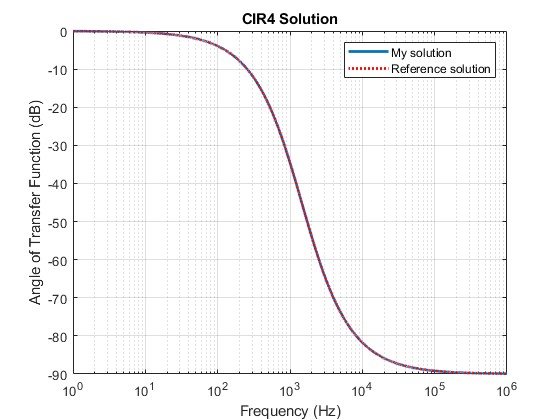 CIR4 Solution
My solution
Reference solution
Angle of Transfer Function (dB)
0
-10
-20
-30
-40
-50
-60
-70
-80
-90
10^0 10^1 10^2 10^3 10^4 10^5 10^6
Frequency (Hz)